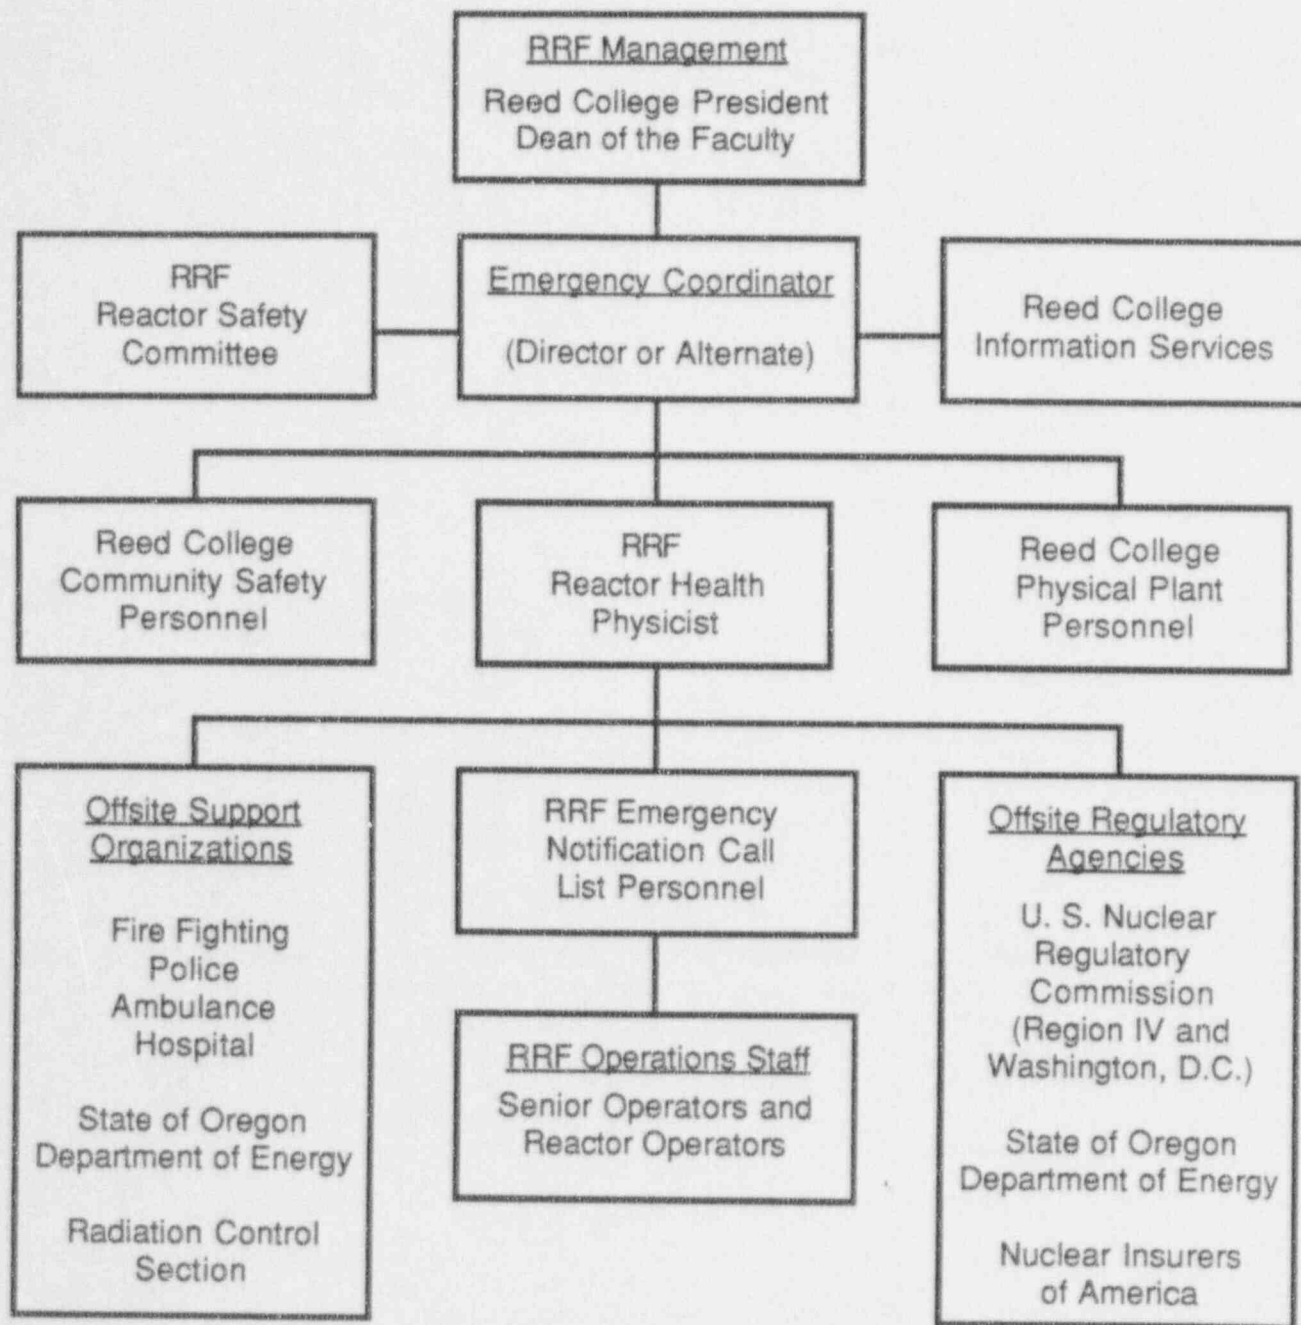 RRF Management
Reed College President
Dean of the Faculty
RRF
Reactor Safety
Committee
Emergency Coordinator
(Director or Alternate)
Reed College
Information Services
Reed College
Community Safety
Personnel
RRF
Reactor Health
Physicist
Reed College
Physical Plant
Personnel
Offsite Support
Organizations
Fire Fighting
Police
Ambulance
Hospital
State of Oregon
Department of Energy
Radiation Control
Section
RRF Emergency
Notification Call
List Personnel
RRF Operations Staff
Senior Operators and
Reactor Operators
Offsite Regulatory
Agencies
U. S. Nuclear
Regulatory
Commission
(Region IV and
Washington, D.C.)
State of Oregon
Department of Energy
Nuclear Insurers
of America